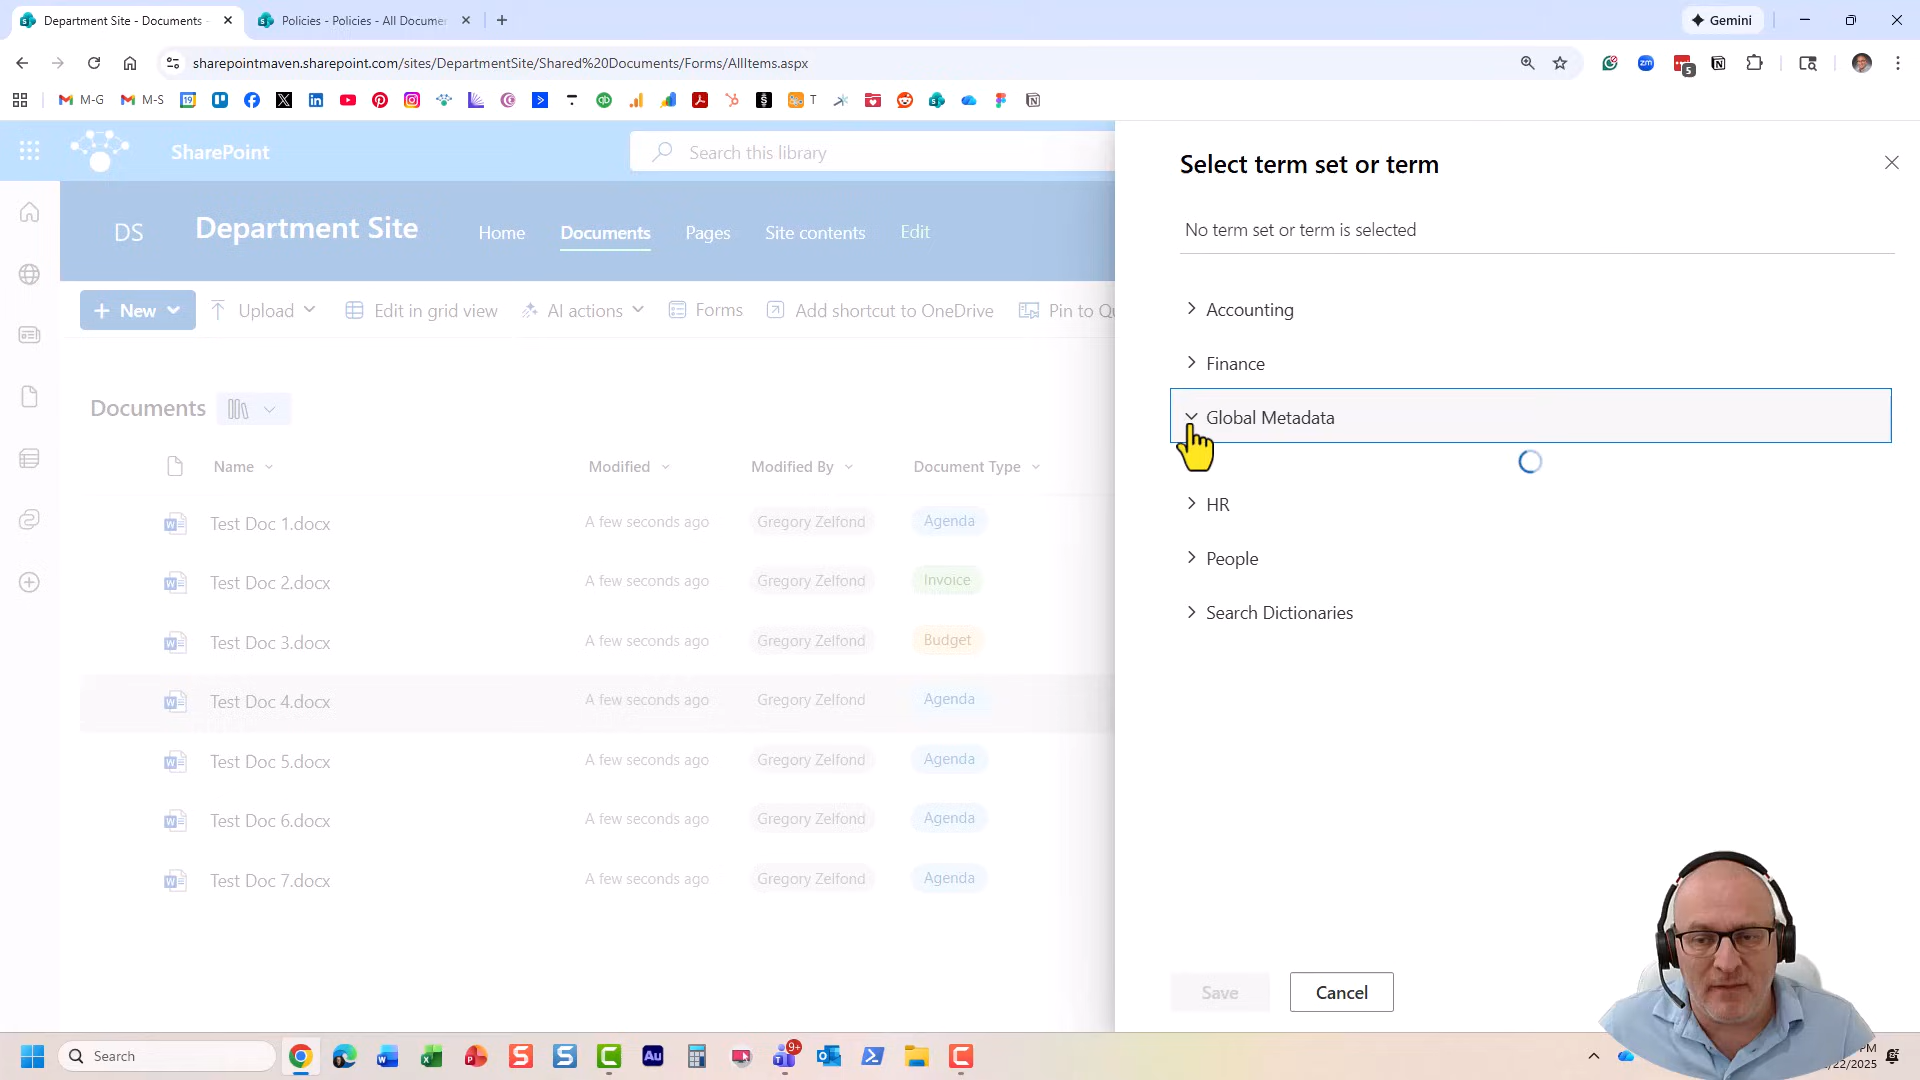 Department Site - Documents -
Policies - Policies - All Docume
Gemini
sharepointmaven.sharepoint.com/sites/DepartmentSite/Shared%20Documents/Forms/AllItems.aspx
M-G
M-S
T
SharePoint
Search this library
DS
Department Site
Home
Documents
Pages
Site contents
Edit
New
Upload
Edit in grid view
AI actions
Forms
Add shortcut to OneDrive
Pin to Qu
Documents
Name
Modified
Modified By
Document Type
Test Doc 1.docx
A few seconds ago
Gregory Zelfond
Agenda
Test Doc 2.docx
A few seconds ago
Gregory Zelfond
Invoice
Test Doc 3.docx
A few seconds ago
Gregory Zelfond
Budget
Test Doc 4.docx
A few seconds ago
Gregory Zelfond
Agenda
Test Doc 5.docx
A few seconds ago
Gregory Zelfond
Agenda
Test Doc 6.docx
A few seconds ago
Gregory Zelfond
Agenda
Test Doc 7.docx
A few seconds ago
Gregory Zelfond
Agenda
Select term set or term
No term set or term is selected
Accounting
Finance
Global Metadata
HR
People
Search Dictionaries
Save
Cancel
Search
9+
PM
/22/2025